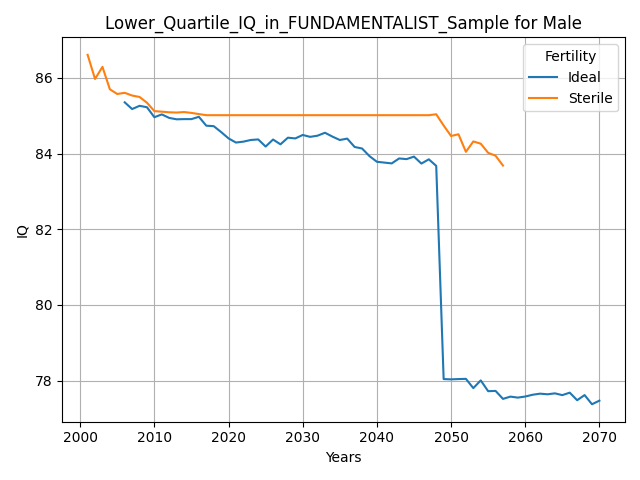 Lower_Quartile_IQ_in_FUNDAMENTALIST_Sample for Male
Fertility
Ideal
Sterile
86
84
82
80
78
IQ
2000 2010 2020 2030 2040 2050 2060 2070
Years